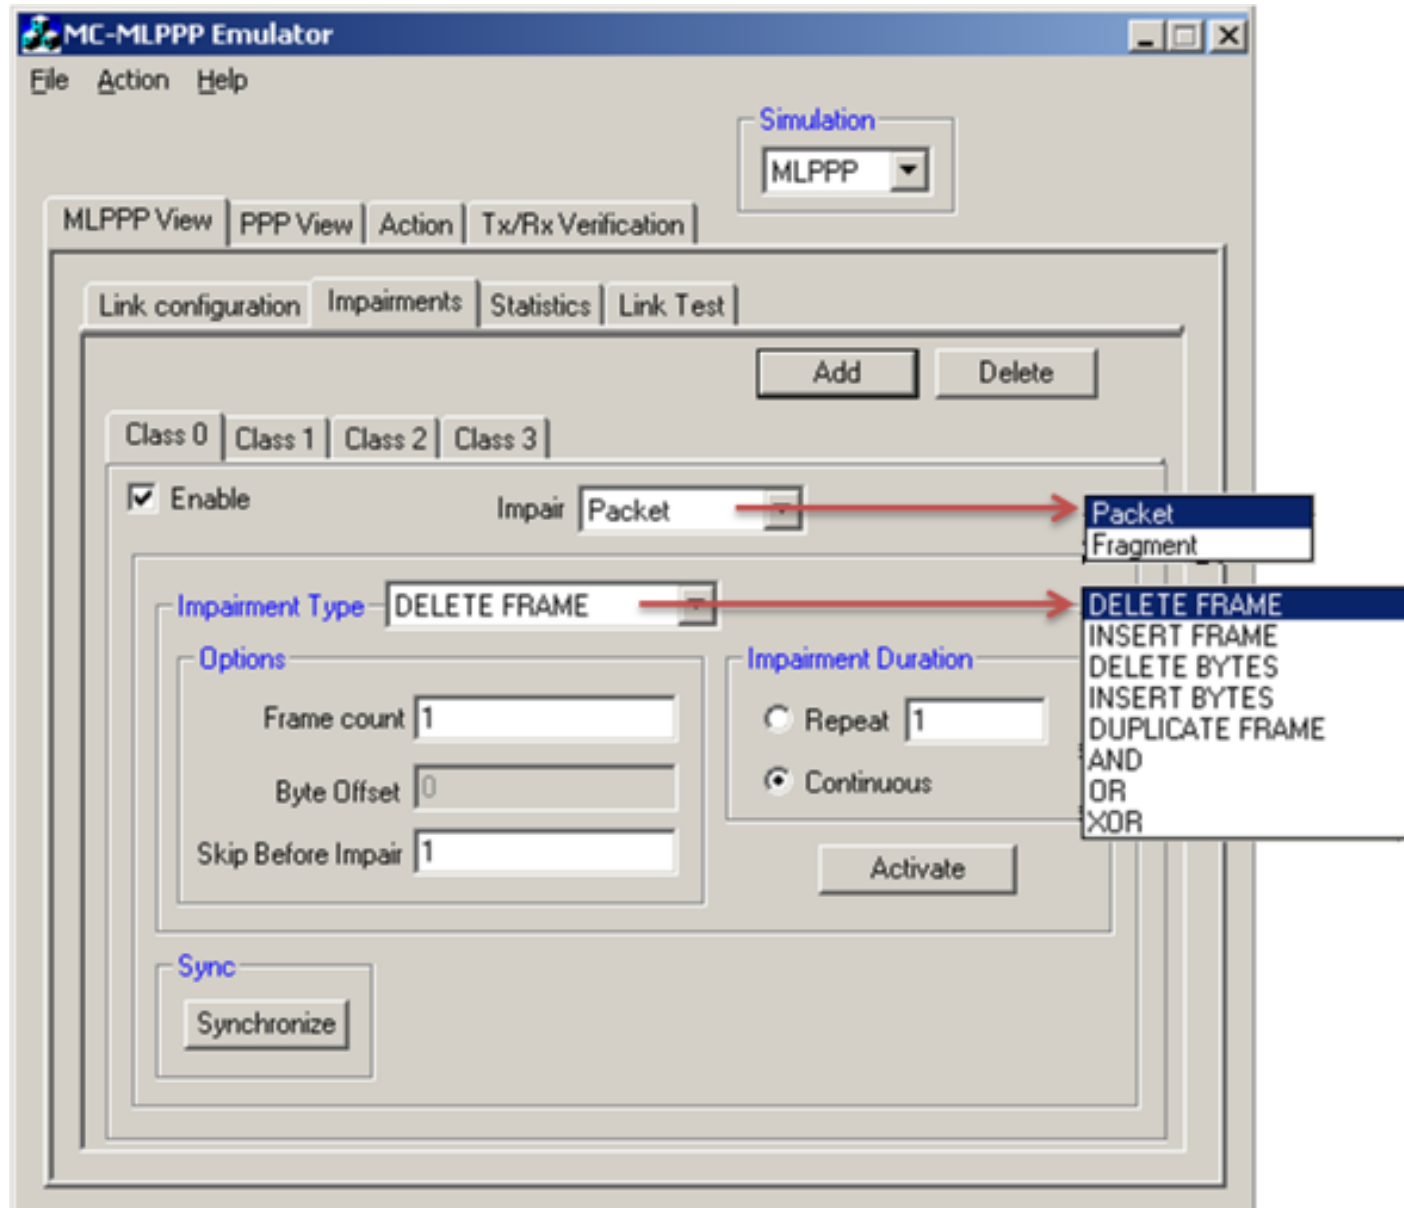 MC-MLPPP Emulator
File Action Help
Simulation
MLPPP
MLPPP View PPP View Action Tx/Rx Verification
Link configuration Impairments Statistics Link Test
Add Delete
Class 0 Class 1 Class 2 Class 3
Enable Impair Packet
Packet
Fragment
Impairment Type DELETE FRAME
DELETE FRAME
INSERT FRAME
DELETE BYTES
INSERT BYTES
DUPLICATE FRAME
AND
OR
XOR
Options
Frame count 1
Byte Offset 0
Skip Before Impair 1
Impairment Duration
Repeat 1
Continuous
Activate
Sync
Synchronize